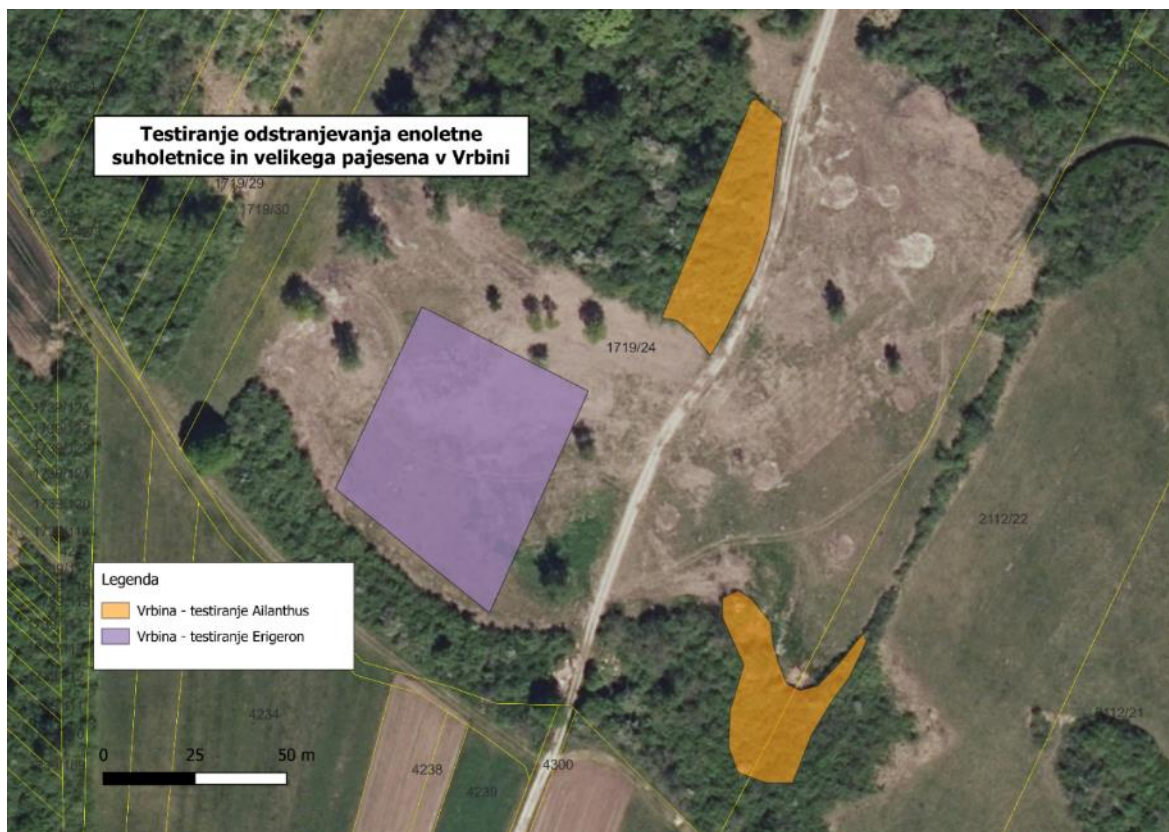 Testiranje odstranjevanja enoletne
suholetnice in velikega pajesena v Vrbini
1719/29
1719/30
1719/24
2112/22
2112/21
Legenda
Vrbina - testiranje Ailanthus
Vrbina - testiranje Erigeron
4234
0 25 50 m
4238
4239
4300